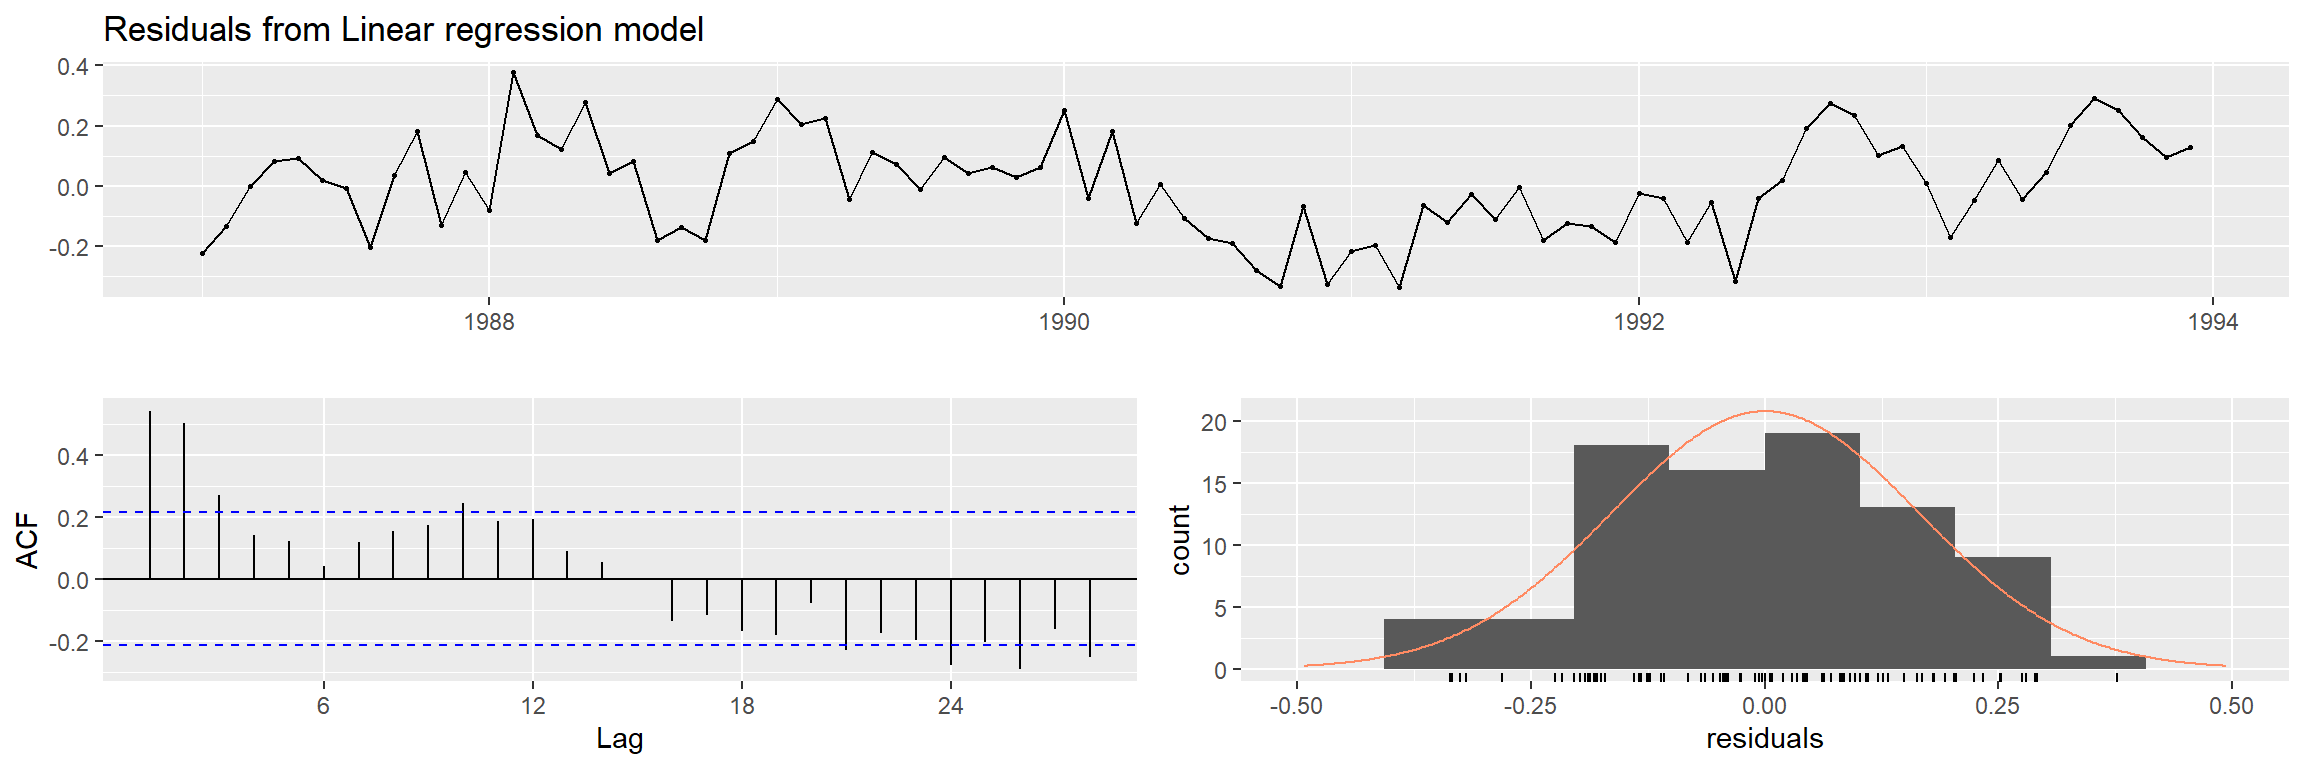 Residuals from Linear regression model
0.4
0.2
0.0
-0.2
1988 1990 1992 1994
ACF
0.4
0.2
0.0
-0.2
6 12 18 24
Lag
count
20
15
10
5
0
-0.50 -0.25 0.00 0.25 0.50
residuals